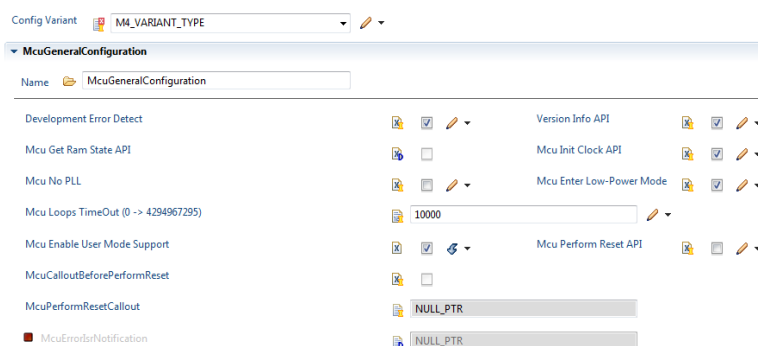 Config Variant M4_VARIANT_TYPE
McuGeneralConfiguration
Name McuGeneralConfiguration
Development Error Detect Version Info API
Mcu Get Ram State API Mcu Init Clock API
Mcu No PLL Mcu Enter Low-Power Mode
Mcu Loops TimeOut (0 -> 4294967295) 10000
Mcu Enable User Mode Support Mcu Perform Reset API
McuCalloutBeforePerformReset
McuPerformResetCallout NULL_PTR
McuErrorIsrNotification NULL_PTR